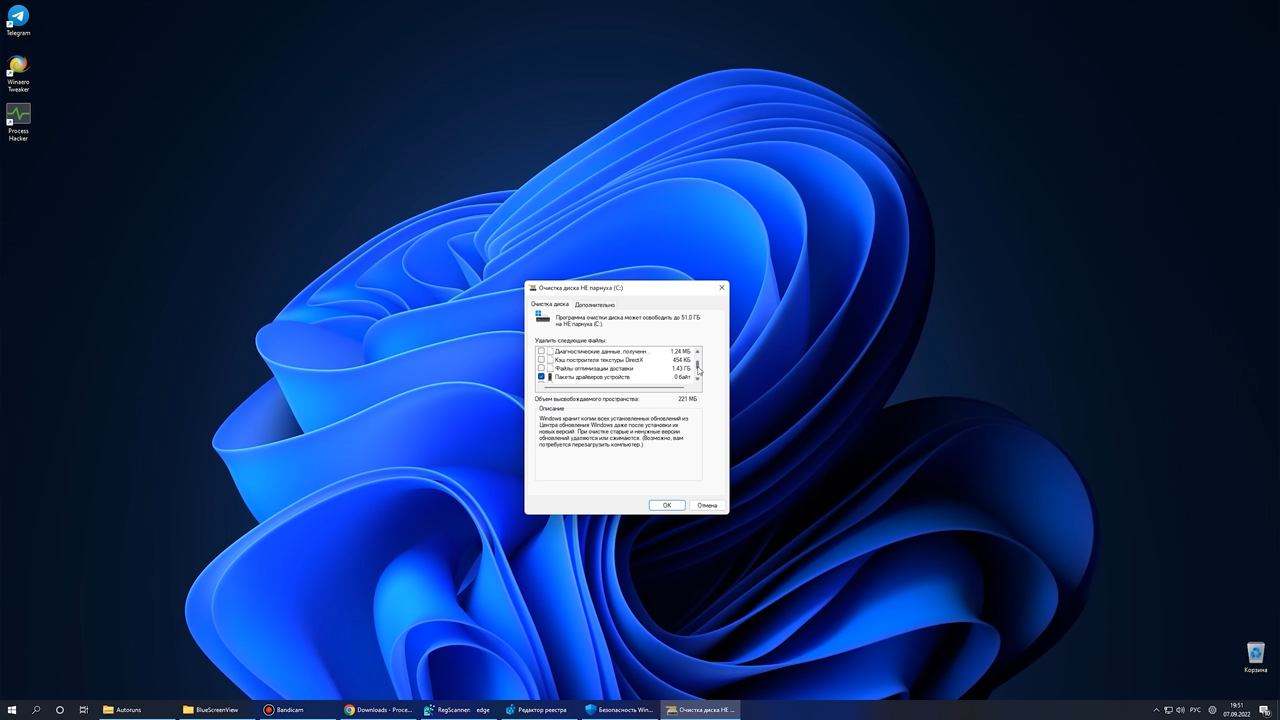 Telegram
Winaero
Tweaker
Process
Hacker
Очистка диска НЕ парнуха (C:)
Очистка диска
Дополнительно
Программа очистки диска может освободить до 51,0 ГБ
на НЕ парнуха (C:).
Удалить следующие файлы:
Диагностические данные, полученн... 1,24 МБ
Кэш построителя текстуры DirectX 454 КБ
Файлы оптимизации доставки 1,43 ГБ
Пакеты драйверов устройств 0 байт
Объем высвобождаемого пространства: 221 МБ
Описание
Windows хранит копии всех установленных обновлений из
Центра обновления Windows даже после установки их
новых версий. При очистке старые и ненужные версии
обновлений удаляются или сжимаются. (Возможно, вам
потребуется перезагрузить компьютер.)
OK
Отмена
Корзина
Autoruns
BlueScreenView
Bandicam
Downloads - Proce...
RegScanner: edge
Редактор реестра
Безопасность Win...
Очистка диска НЕ ...
РУС
19:51
07.09.2022